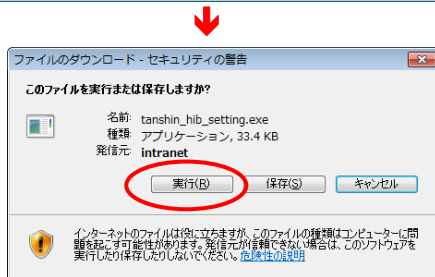 ファイルのダウンロード - セキュリティの警告
このファイルを実行または保存しますか?
名前: tanshin_hib_setting.exe
種類: アプリケーション, 33.4 KB
発信元: intranet
実行(R) 保存(S) キャンセル
インターネットのファイルは役に立ちますが、このファイルの種類はコンピューターに問
題を起こす可能性があります。発信元が信頼できない場合は、このソフトウェアを
実行したり保存したりしないでください。危険性の説明